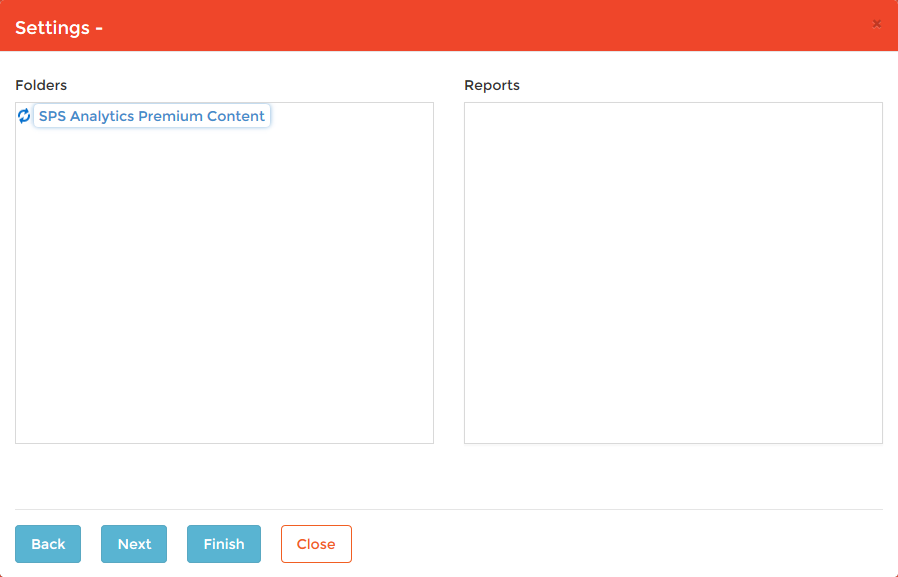 Settings -
×
Folders
Reports
SPS Analytics Premium Content
Back
Next
Finish
Close